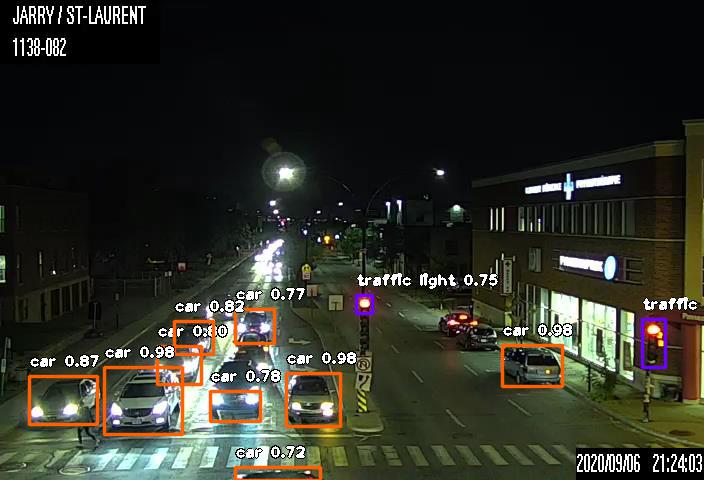 JARRY / ST-LAURENT
1138-082
traffic light 0.75
car 0.77
car 0.82
traffic
car 0.80
car 0.98
car 0.98
car 0.98
car 0.87
car 0.78
car 0.72
2020/09/06 21:24:03